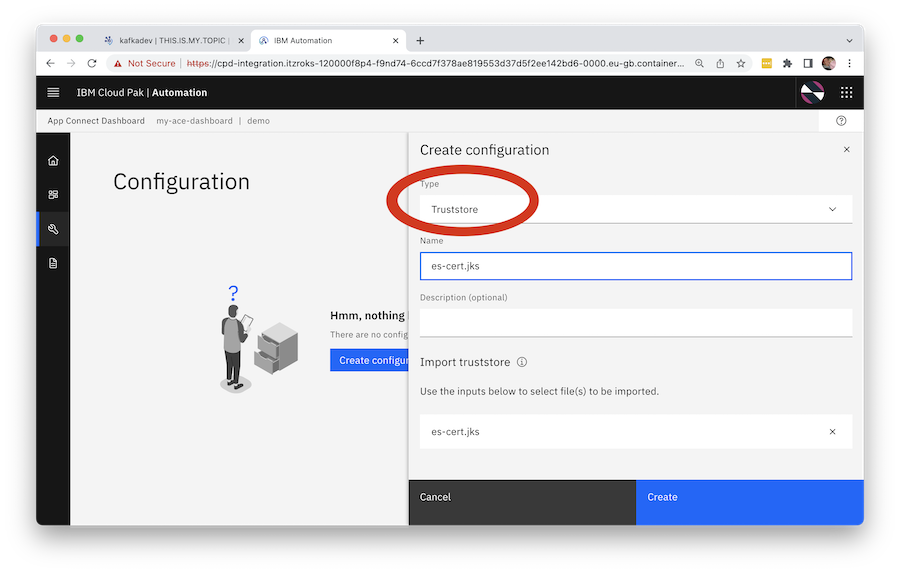 kafkadev | THIS.IS.MY.TOPIC |
IBM Automation
Not Secure | https://cpd-integration.itzroks-120000f8p4-f9nd74-6ccd7f378ae819553d37d5f2ee142bd6-0000.eu-gb.container...
IBM Cloud Pak | Automation
App Connect Dashboard my-ace-dashboard | demo
Configuration
?
Hmm, nothing
There are no config
Create configur
Create configuration
Type
Truststore
Name
es-cert.jks
Description (optional)
Import truststore
Use the inputs below to select file(s) to be imported.
es-cert.jks
Cancel
Create